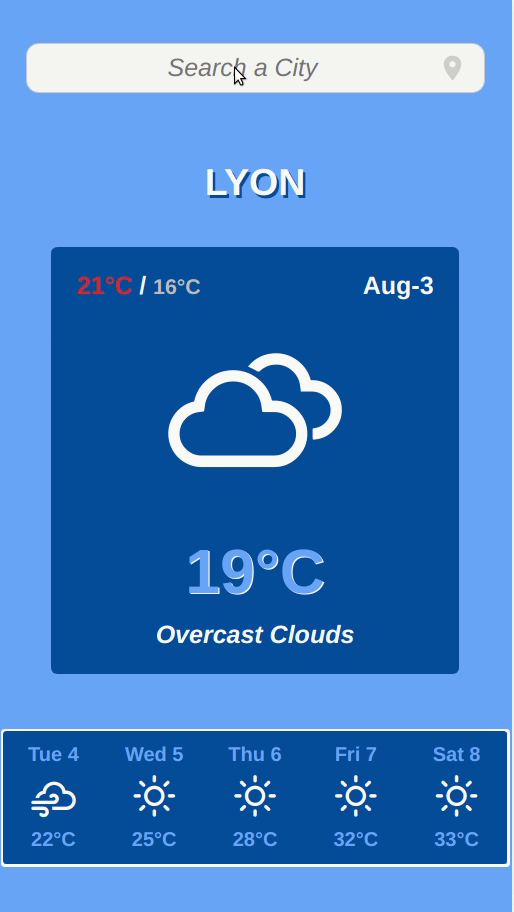 Search a City
LYON
21°C / 16°C Aug-3
19°C
Overcast Clouds
Tue 4 Wed 5 Thu 6 Fri 7 Sat 8
22°C 25°C 28°C 32°C 33°C